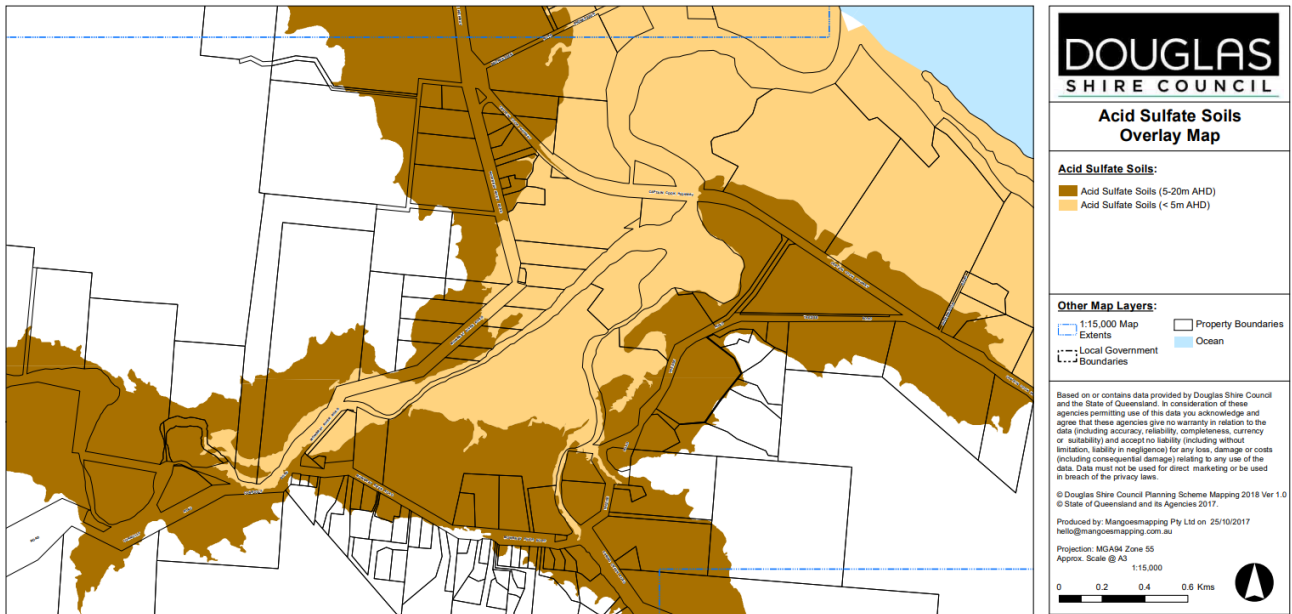 DOUGLAS
SHIRE COUNCIL
Acid Sulfate Soils
Overlay Map
Acid Sulfate Soils:
Acid Sulfate Soils (5-20m AHD)
Acid Sulfate Soils (< 5m AHD)
Other Map Layers:
1:15,000 Map
Extents
Local Government
Boundaries
Property Boundaries
Ocean
Based on or contains data provided by Douglas Shire Council
and the State of Queensland. In consideration of these
agencies permitting use of this data you acknowledge and
agree that these agencies give no warranty in relation to the
data (including accuracy, reliability, completeness, currency
or suitability) and accept no liability (including without
limitation, liability in negligence) for any loss, damage or costs
(including consequential damage) relating to any use of the
data. Data must not be used for direct marketing or be used
in breach of the privacy laws.
© Douglas Shire Council Planning Scheme Mapping 2018 Ver 1.0
© State of Queensland and its Agencies 2017.
Produced by: Mangoesmapping Pty Ltd on 25/10/2017
hello@mangoesmapping.com.au
Projection: MGA94 Zone 55
Approx. Scale @ A3
1:15,000
0 0.2 0.4 0.6 Kms
CAPTAIN COOK HIGHWAY